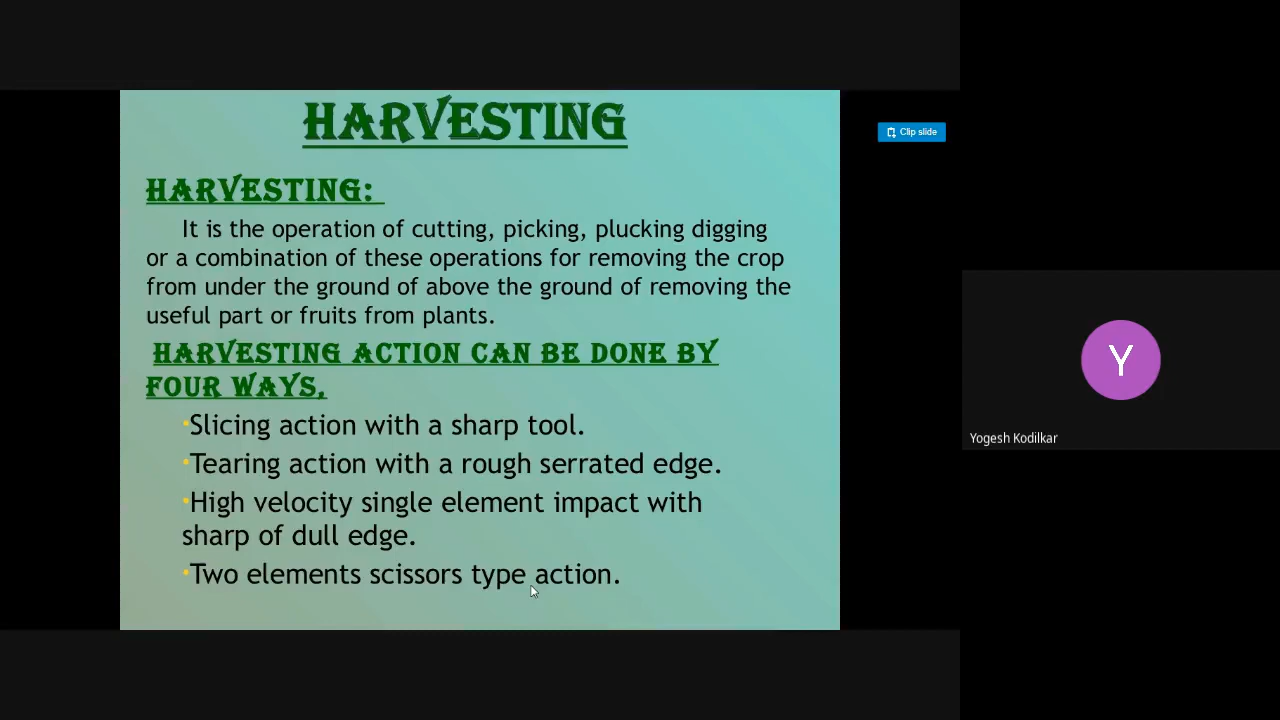 HARVESTING
Clip slide
HARVESTING:
It is the operation of cutting, picking, plucking digging
or a combination of these operations for removing the crop
from under the ground of above the ground of removing the
useful part or fruits from plants.
HARVESTING ACTION CAN BE DONE BY
FOUR WAYS.
•Slicing action with a sharp tool.
•Tearing action with a rough serrated edge.
•High velocity single element impact with
sharp of dull edge.
•Two elements scissors type action.
Y
Yogesh Kodilkar